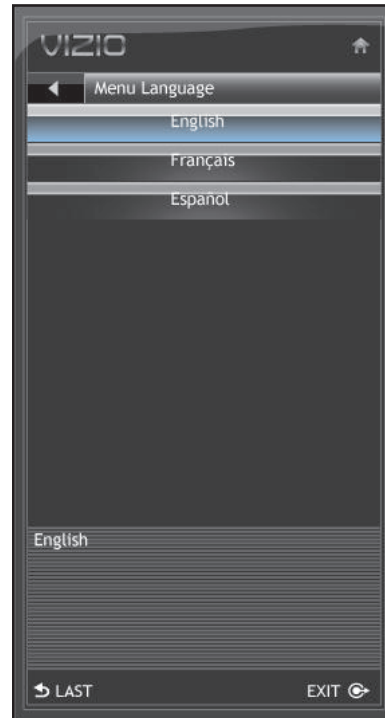 VIZIO
Menu Language
English
Français
Español
English
LAST EXIT